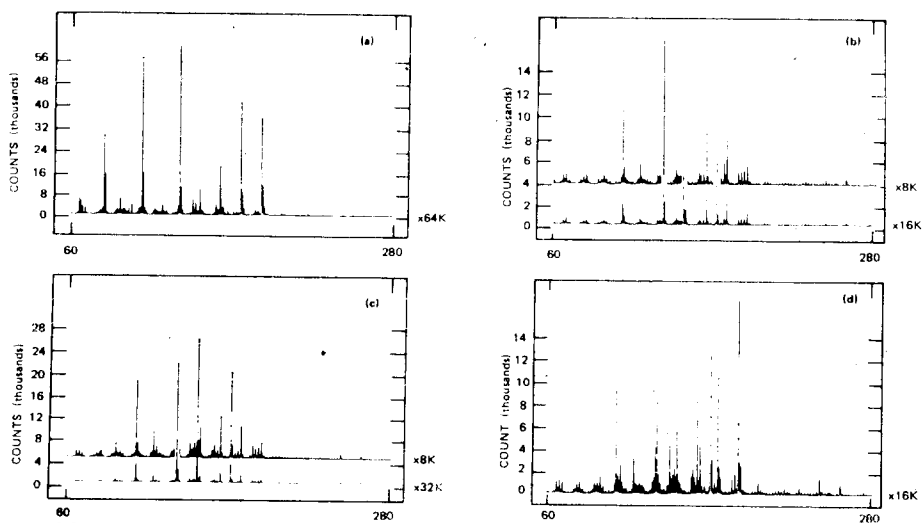 (a)
COUNTS (thousands)
56
48
40
32
24
16
8
0
x64K
60
280
(b)
COUNTS (thousands)
14
12
10
8
6
4
2
0
x8K
x16K
60
280
(c)
COUNTS (thousands)
28
24
20
16
12
8
4
0
x8K
x32K
60
280
(d)
COUNT (thousands)
14
12
10
8
6
4
2
0
x16K
60
280